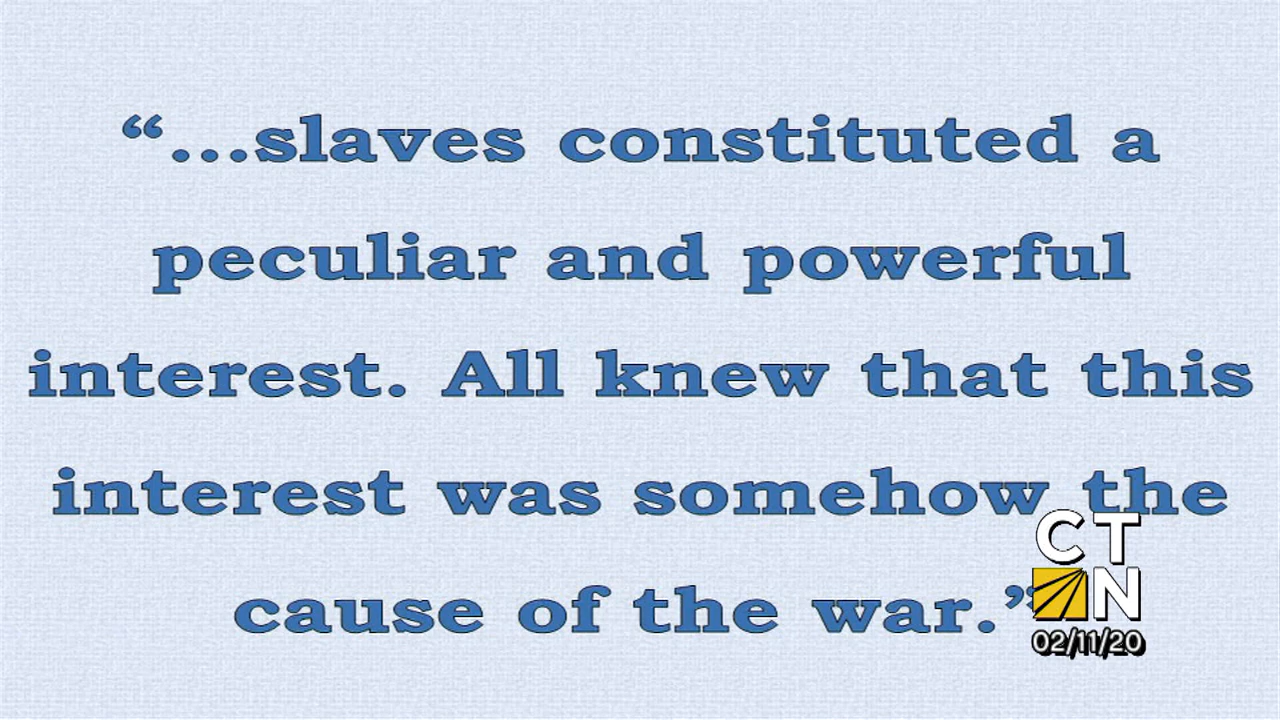 “...slaves constituted a
peculiar and powerful
interest. All knew that this
interest was somehow the
cause of the war.”
CT
N
02/11/20